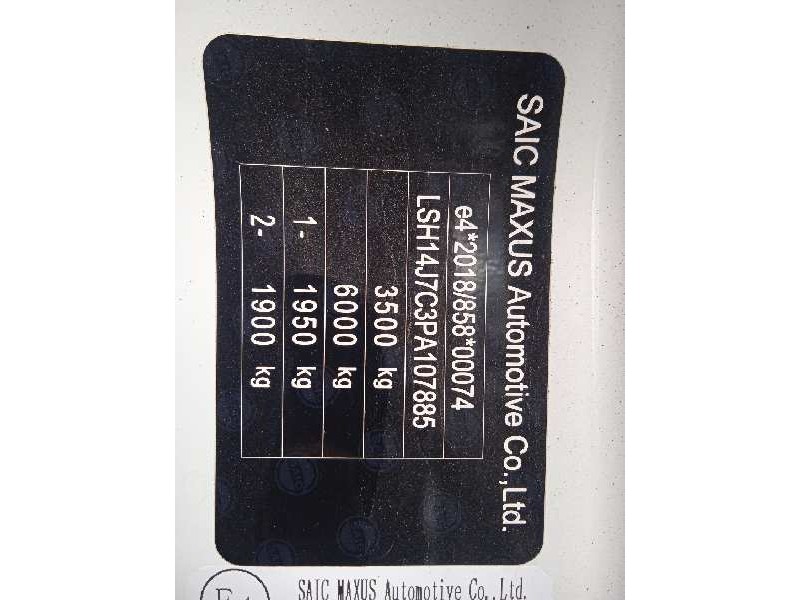 SAIC MAXUS Automotive Co.,Ltd.
e4*2018/858*00074
LSH14J7C3PA107885
3500 kg
6000 kg
1- 1950 kg
2- 1900 kg
SAIC MAXUS Automotive Co.,Ltd.